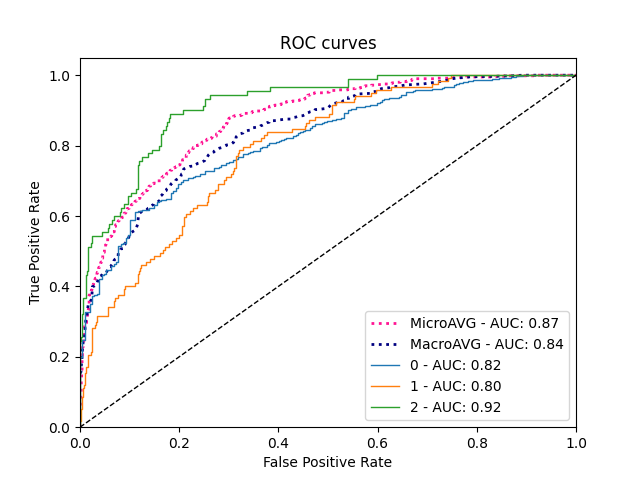 ROC curves
True Positive Rate
1.0
0.8
0.6
0.4
0.2
0.0
MicroAVG - AUC: 0.87
MacroAVG - AUC: 0.84
0 - AUC: 0.82
1 - AUC: 0.80
2 - AUC: 0.92
0.0 0.2 0.4 0.6 0.8 1.0
False Positive Rate